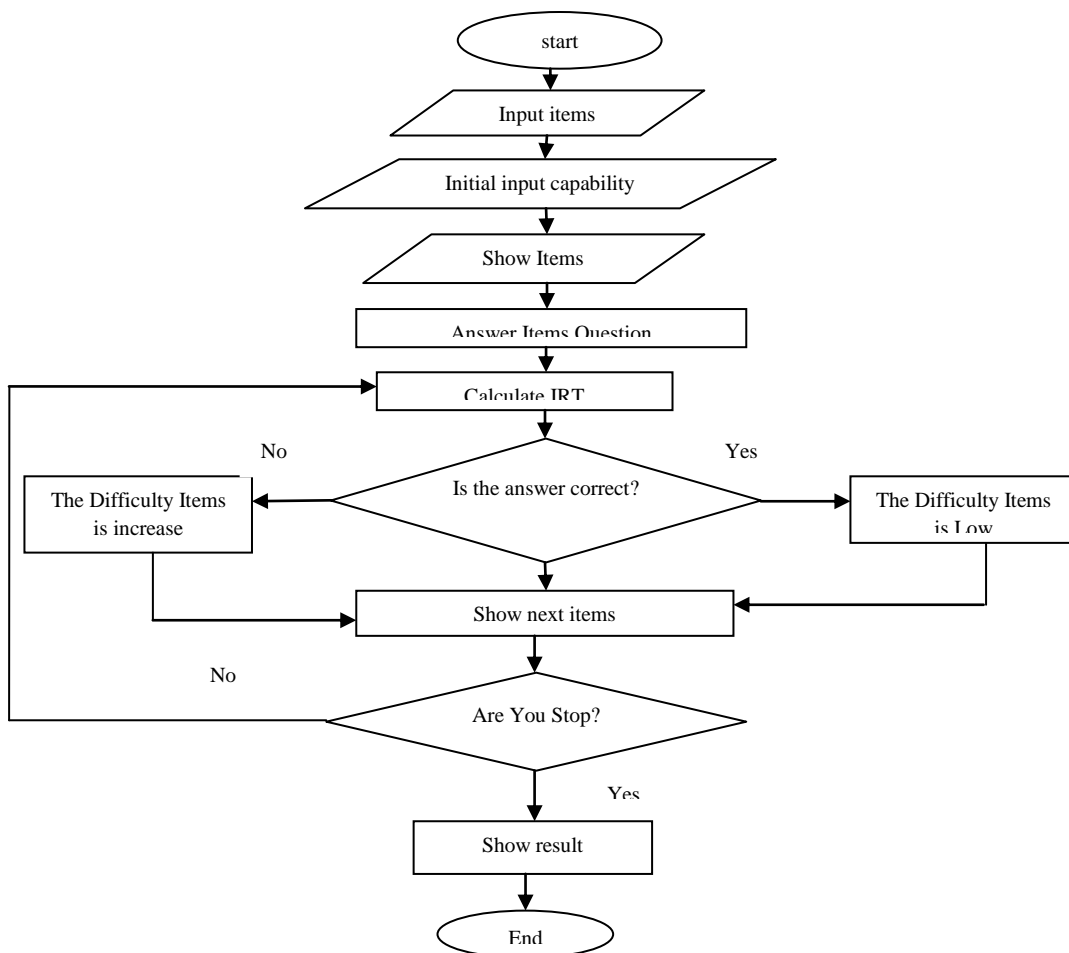 start
Input items
Initial input capability
Show Items
Answer Items Question
Calculate IRT
No
Yes
Is the answer correct?
The Difficulty Items
is increase
The Difficulty Items
is Low
Show next items
No
Are You Stop?
Yes
Show result
End